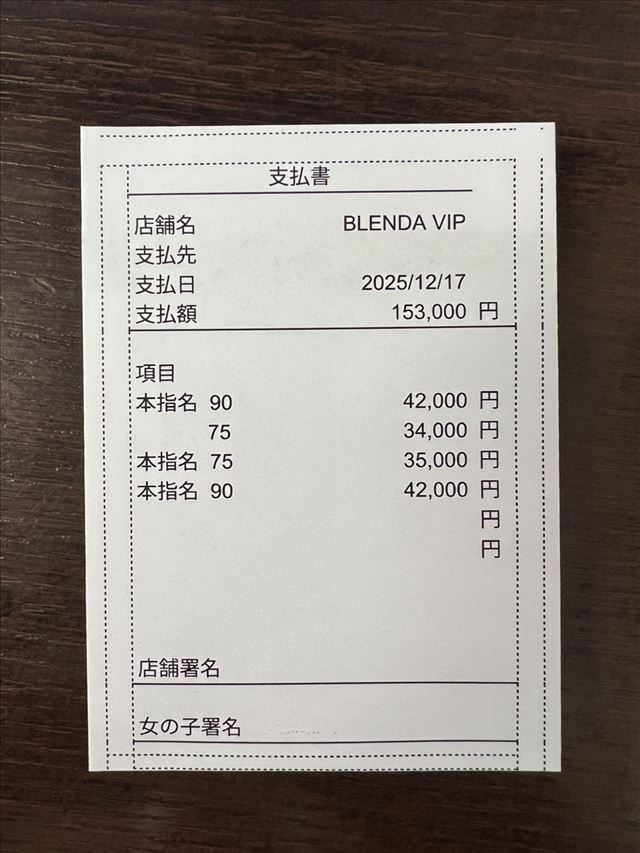 支払書
店舗名 BLENDA VIP
支払先
支払日 2025/12/17
支払額 153,000 円
項目
本指名 90 42,000 円
75 34,000 円
本指名 75 35,000 円
本指名 90 42,000 円
円
円
店舗署名
女の子署名